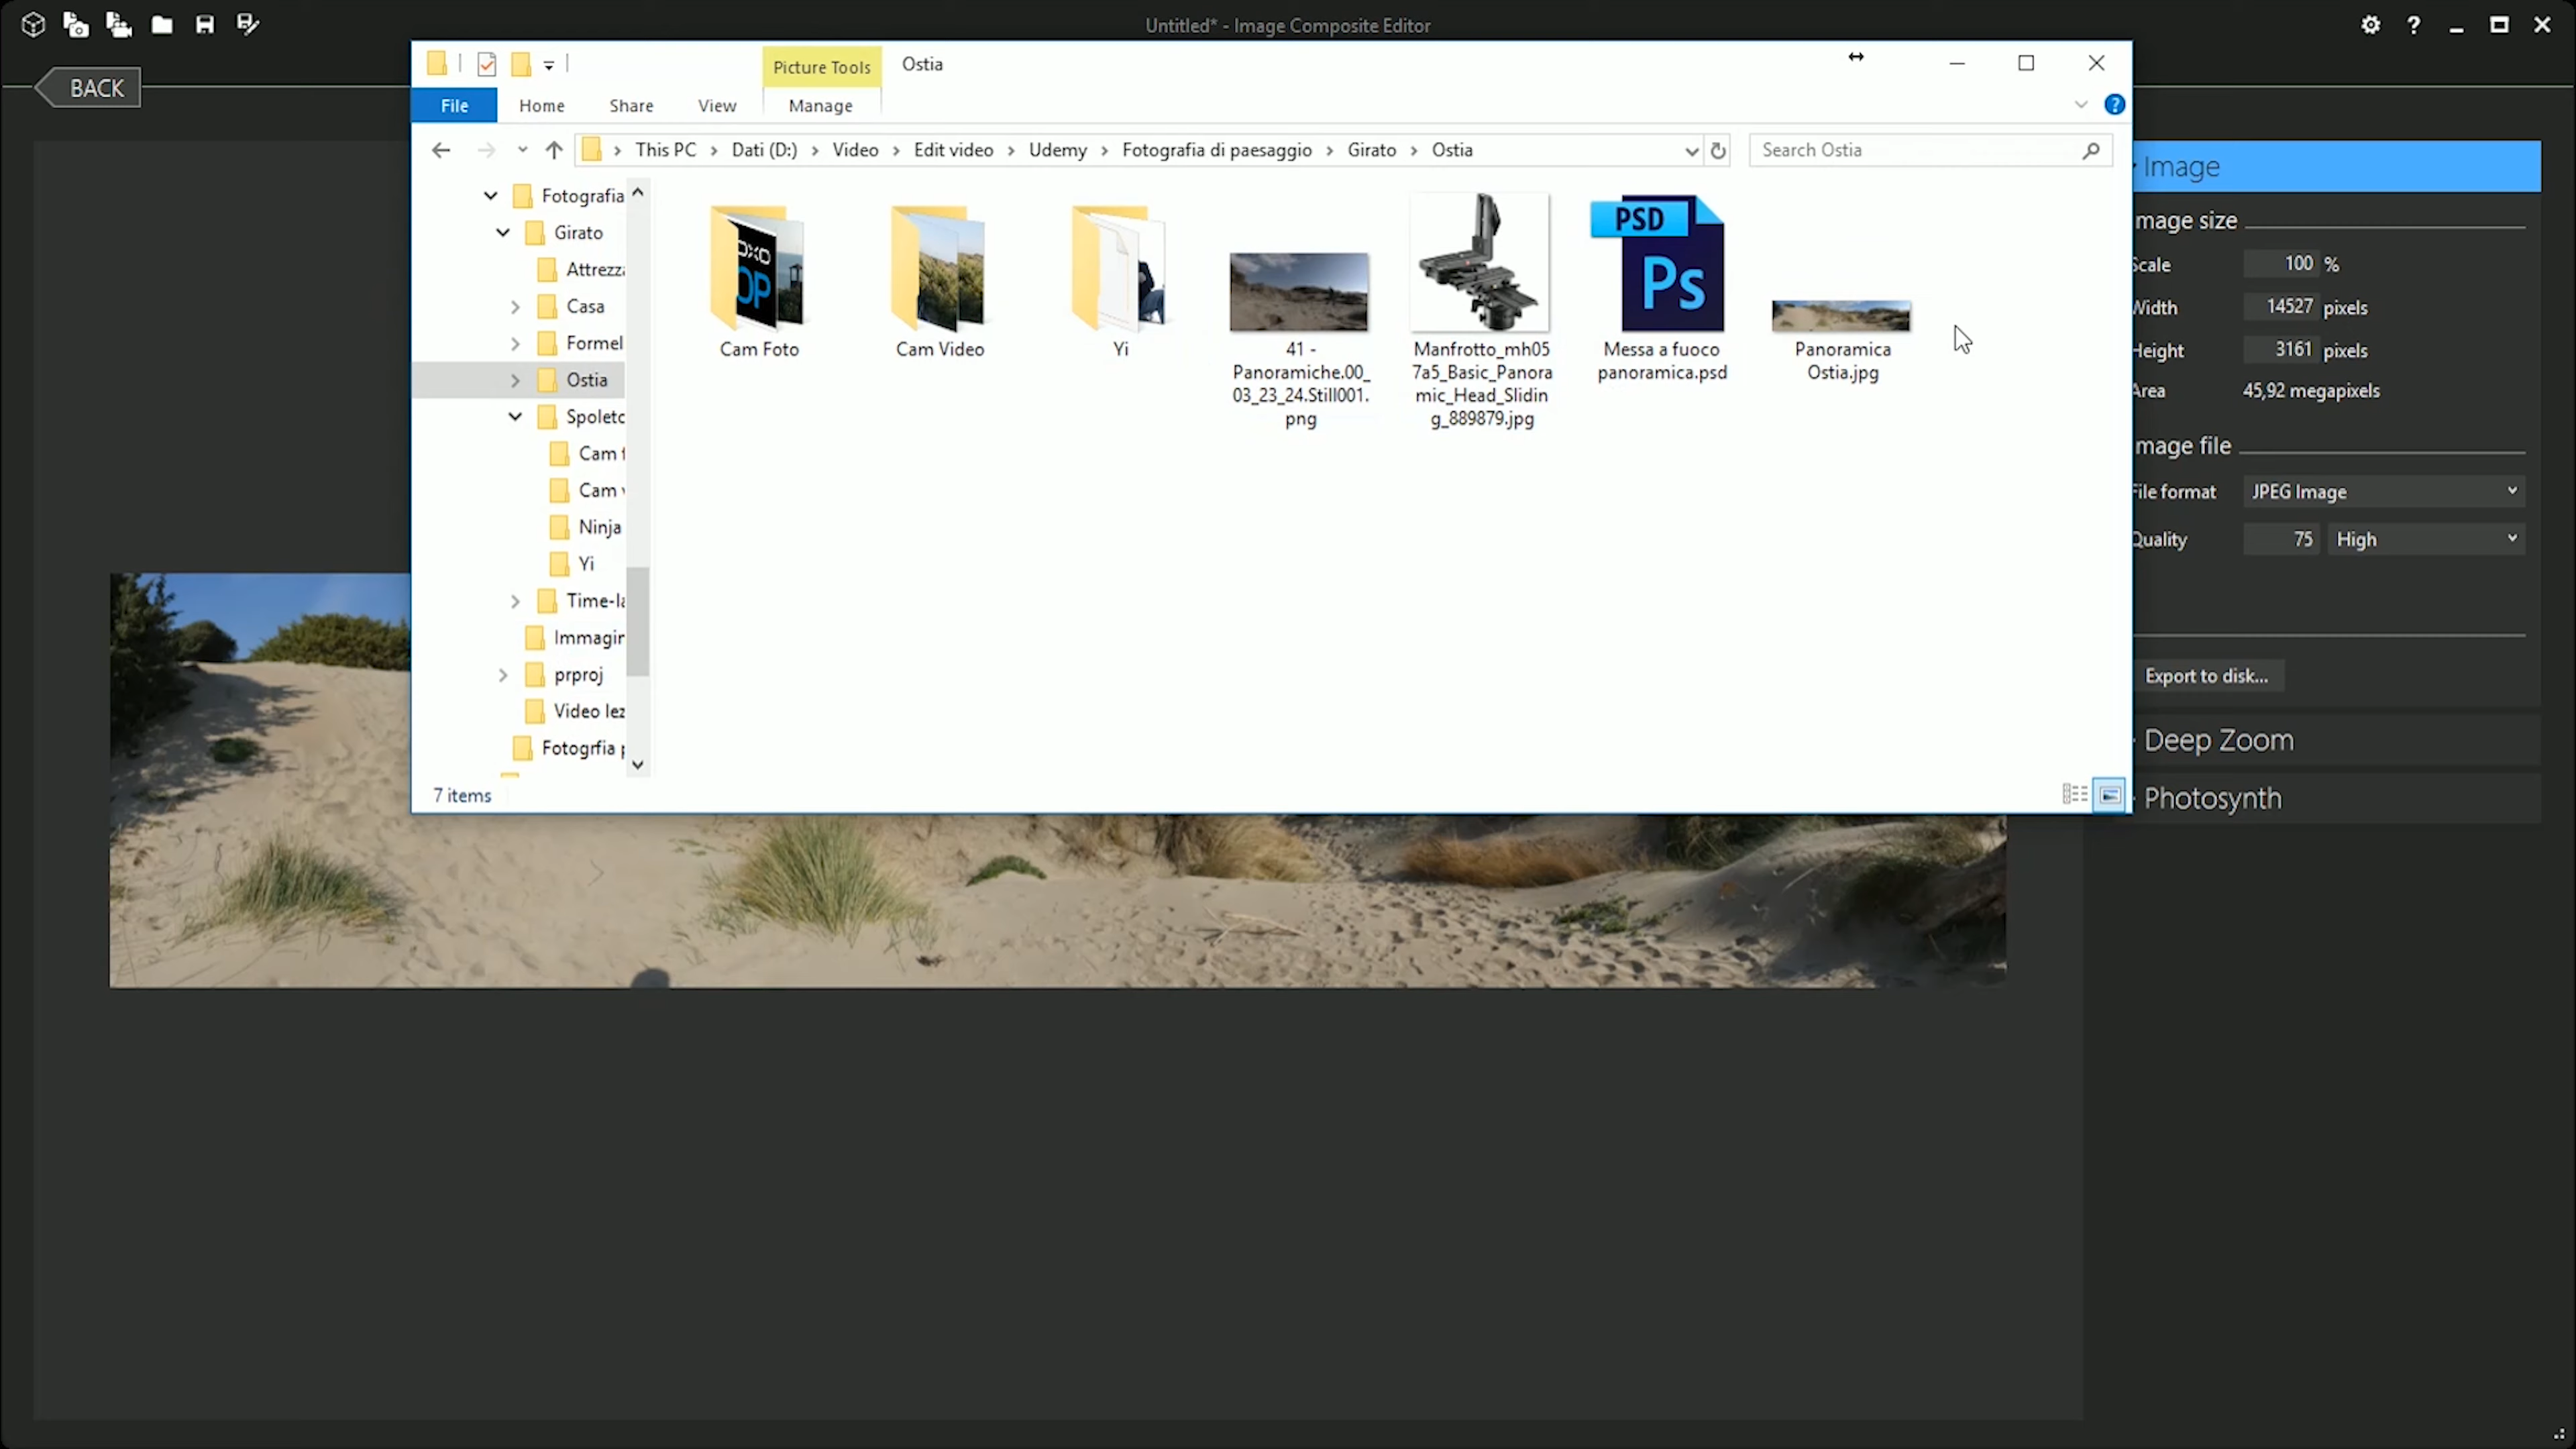 Untitled* - Image Composite Editor
BACK
Picture Tools
Ostia
File
Home
Share
View
Manage
This PC > Dati (D:) > Video > Edit video > Udemy > Fotografia di paesaggio > Girato > Ostia
Search Ostia
Fotografia
Girato
Attrezza
Casa
Formel
Ostia
Spoleto
Cam f
Cam v
Ninja
Yi
Time-la
Immagin
prproj
Video lez
Fotogrfia p
DXO
OP
Cam Foto
Cam Video
Yi
41 -
Panoramiche.00_
03_23_24.Still001.
png
Manfrotto_mh05
7a5_Basic_Panora
mic_Head_Slidin
g_889879.jpg
PSD
Ps
Messa a fuoco
panoramica.psd
Panoramica
Ostia.jpg
7 items
Image
mage size
Scale 100 %
Width 14527 pixels
Height 3161 pixels
Area 45,92 megapixels
mage file
File format JPEG Image
Quality 75 High
Export to disk...
Deep Zoom
Photosynth